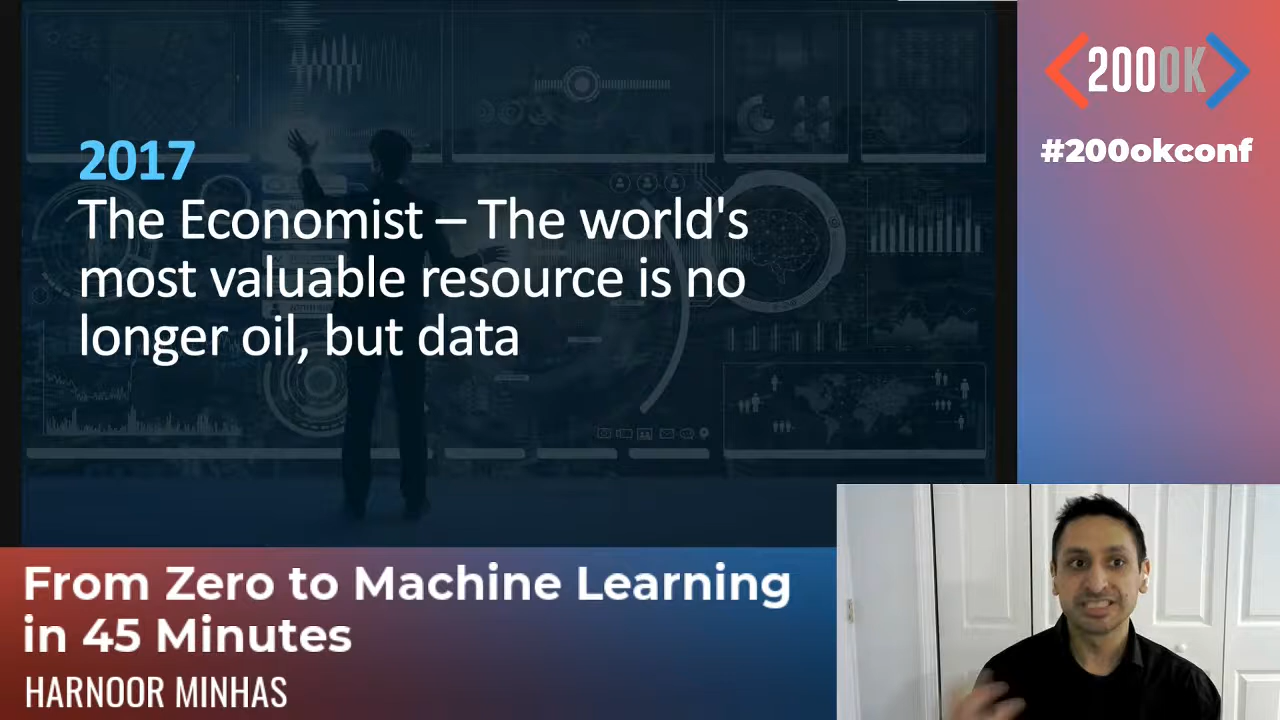 2017
The Economist – The world's
most valuable resource is no
longer oil, but data
<200OK>
#200okconf
From Zero to Machine Learning
in 45 Minutes
HARNOOR MINHAS